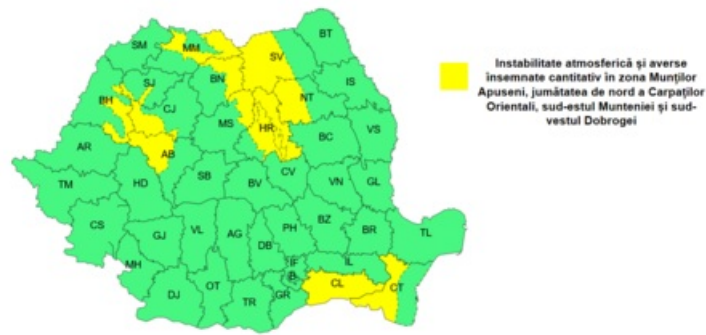 BT
SM
MM
SV
BN
SJ
IS
BH
CJ
NT
MS
HR
BC
VS
AR
AB
CV
TM
HD
SB
BV
VN
GL
CS
GJ
VL
AG
PH
BZ
BR
TL
DB
MH
IF
IL
B
CL
CT
DJ
OT
TR
GR
Instabilitate atmosferică și averse
însemnate cantitativ în zona Munților
Apuseni, jumătatea de nord a Carpaților
Orientali, sud-estul Munteniei și sud-
vestul Dobrogei